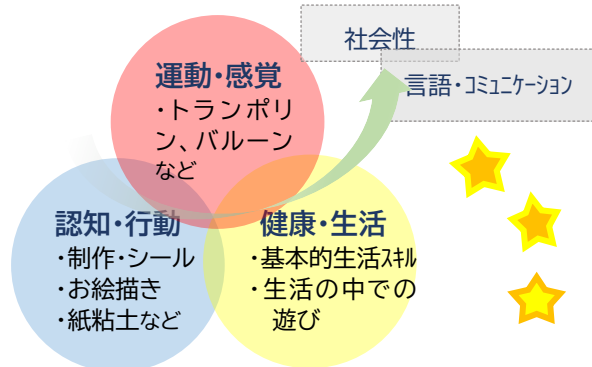 社会性
言語・コミュニケーション
運動・感覚
・トランポリ
ン、バルーン
など
認知・行動
・制作・シール
・お絵描き
・紙粘土など
健康・生活
・基本的生活スキル
・生活の中での
遊び